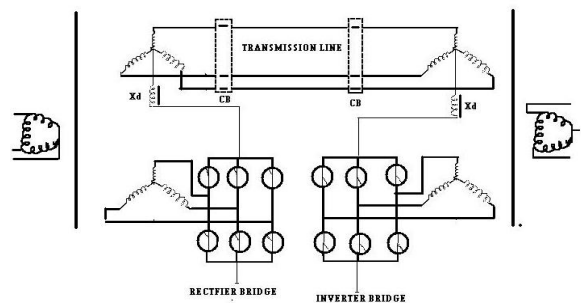 TRANSMISSION LINE
Xd
CB
CB
Xd
RECTFIER BRIDGE
INVERTER BRIDGE